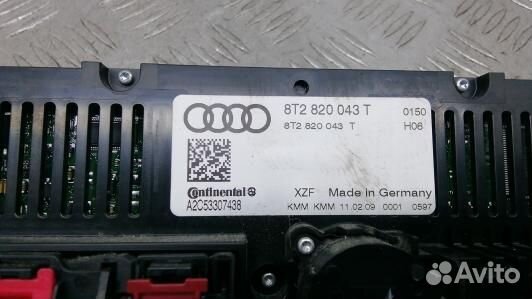 8T2 820 043 T 0150
8T2 820 043 T H06
Continental
XZF Made in Germany
A2C53307438
KMM KMM 11.02.09 0001 0597
Avito